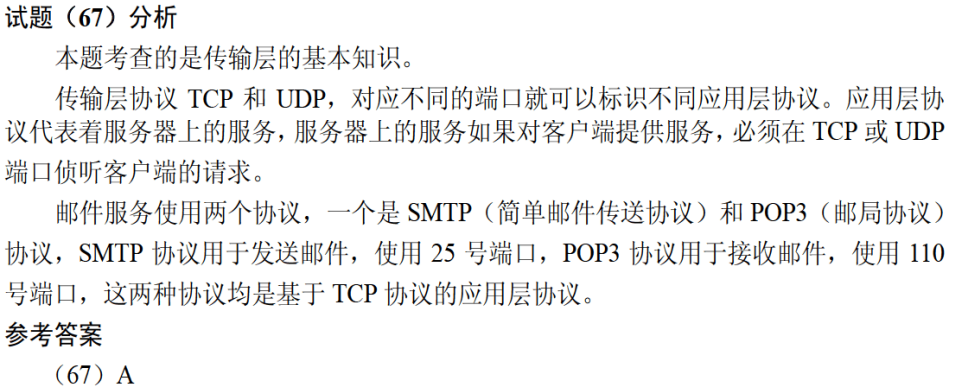 试题（67）分析
本题考查的是传输层的基本知识。
传输层协议 TCP 和 UDP，对应不同的端口就可以标识不同应用层协议。应用层协
议代表着服务器上的服务，服务器上的服务如果对客户端提供服务，必须在 TCP 或 UDP
端口侦听客户端的请求。
邮件服务使用两个协议，一个是 SMTP（简单邮件传送协议）和 POP3（邮局协议）
协议，SMTP 协议用于发送邮件，使用 25 号端口，POP3 协议用于接收邮件，使用 110
号端口，这两种协议均是基于 TCP 协议的应用层协议。
参考答案
（67）A